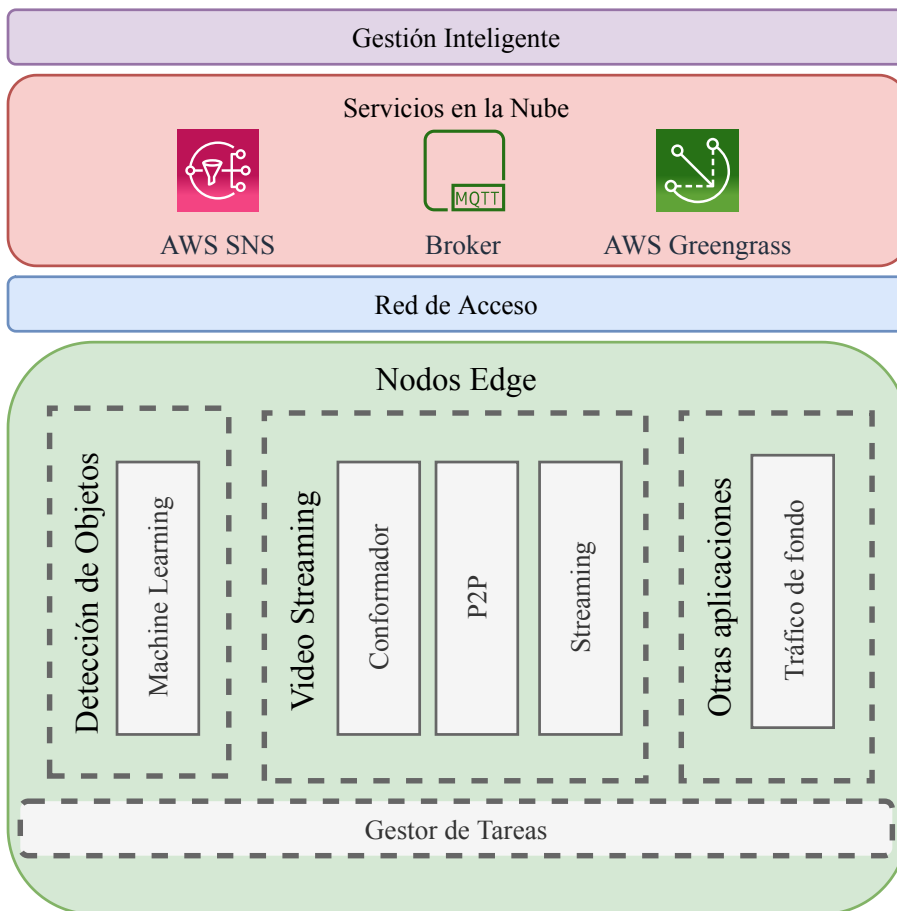 Gestión Inteligente
Servicios en la Nube
MQTT
AWS SNS
Broker
AWS Greengrass
Red de Acceso
Nodos Edge
Detección de Objetos
Machine Learning
Video Streaming
Conformador
P2P
Streaming
Otras aplicaciones
Tráfico de fondo
Gestor de Tareas